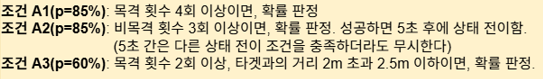 조건 A1(p=85%): 목격 횟수 4회 이상이면, 확률 판정
조건 A2(p=85%): 비목격 횟수 3회 이상이면, 확률 판정. 성공하면 5초 후에 상태 전이함.
(5초 간은 다른 상태 전이 조건을 충족하더라도 무시한다)
조건 A3(p=60%): 목격 횟수 2회 이상, 타겟과의 거리 2m 초과 2.5m 이하이면, 확률 판정.